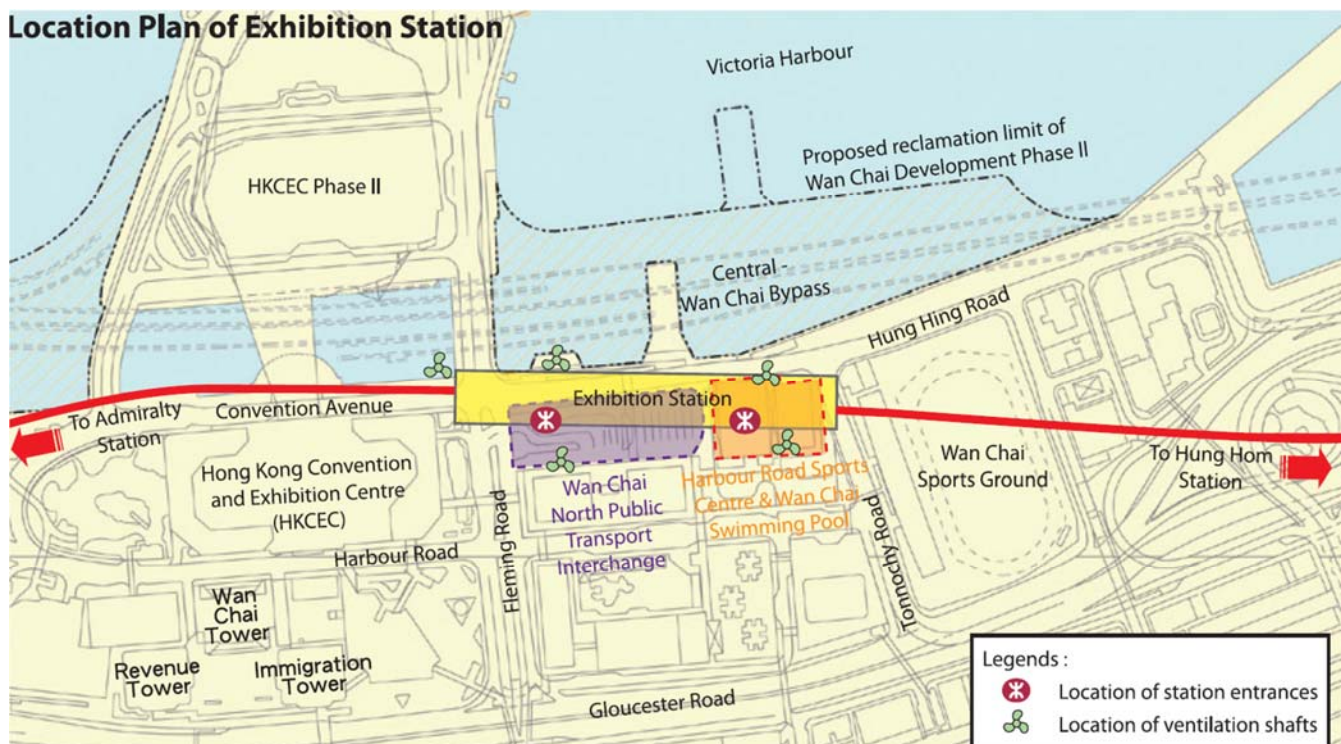 Location Plan of Exhibition Station
Victoria Harbour
Proposed reclamation limit of
Wan Chai Development Phase II
HKCEC Phase II
Central -
Wan Chai Bypass
Hung Hing Road
Exhibition Station
To Admiralty
Station
Convention Avenue
Hong Kong Convention
and Exhibition Centre
(HKCEC)
Wan Chai
North Public
Transport
Interchange
Harbour Road Sports
Centre & Wan Chai
Swimming Pool
Wan Chai
Sports Ground
To Hung Hom
Station
Harbour Road
Fleming Road
Tonnochy Road
Wan Chai
Tower
Revenue
Tower
Immigration
Tower
Gloucester Road
Legends :
Location of station entrances
Location of ventilation shafts